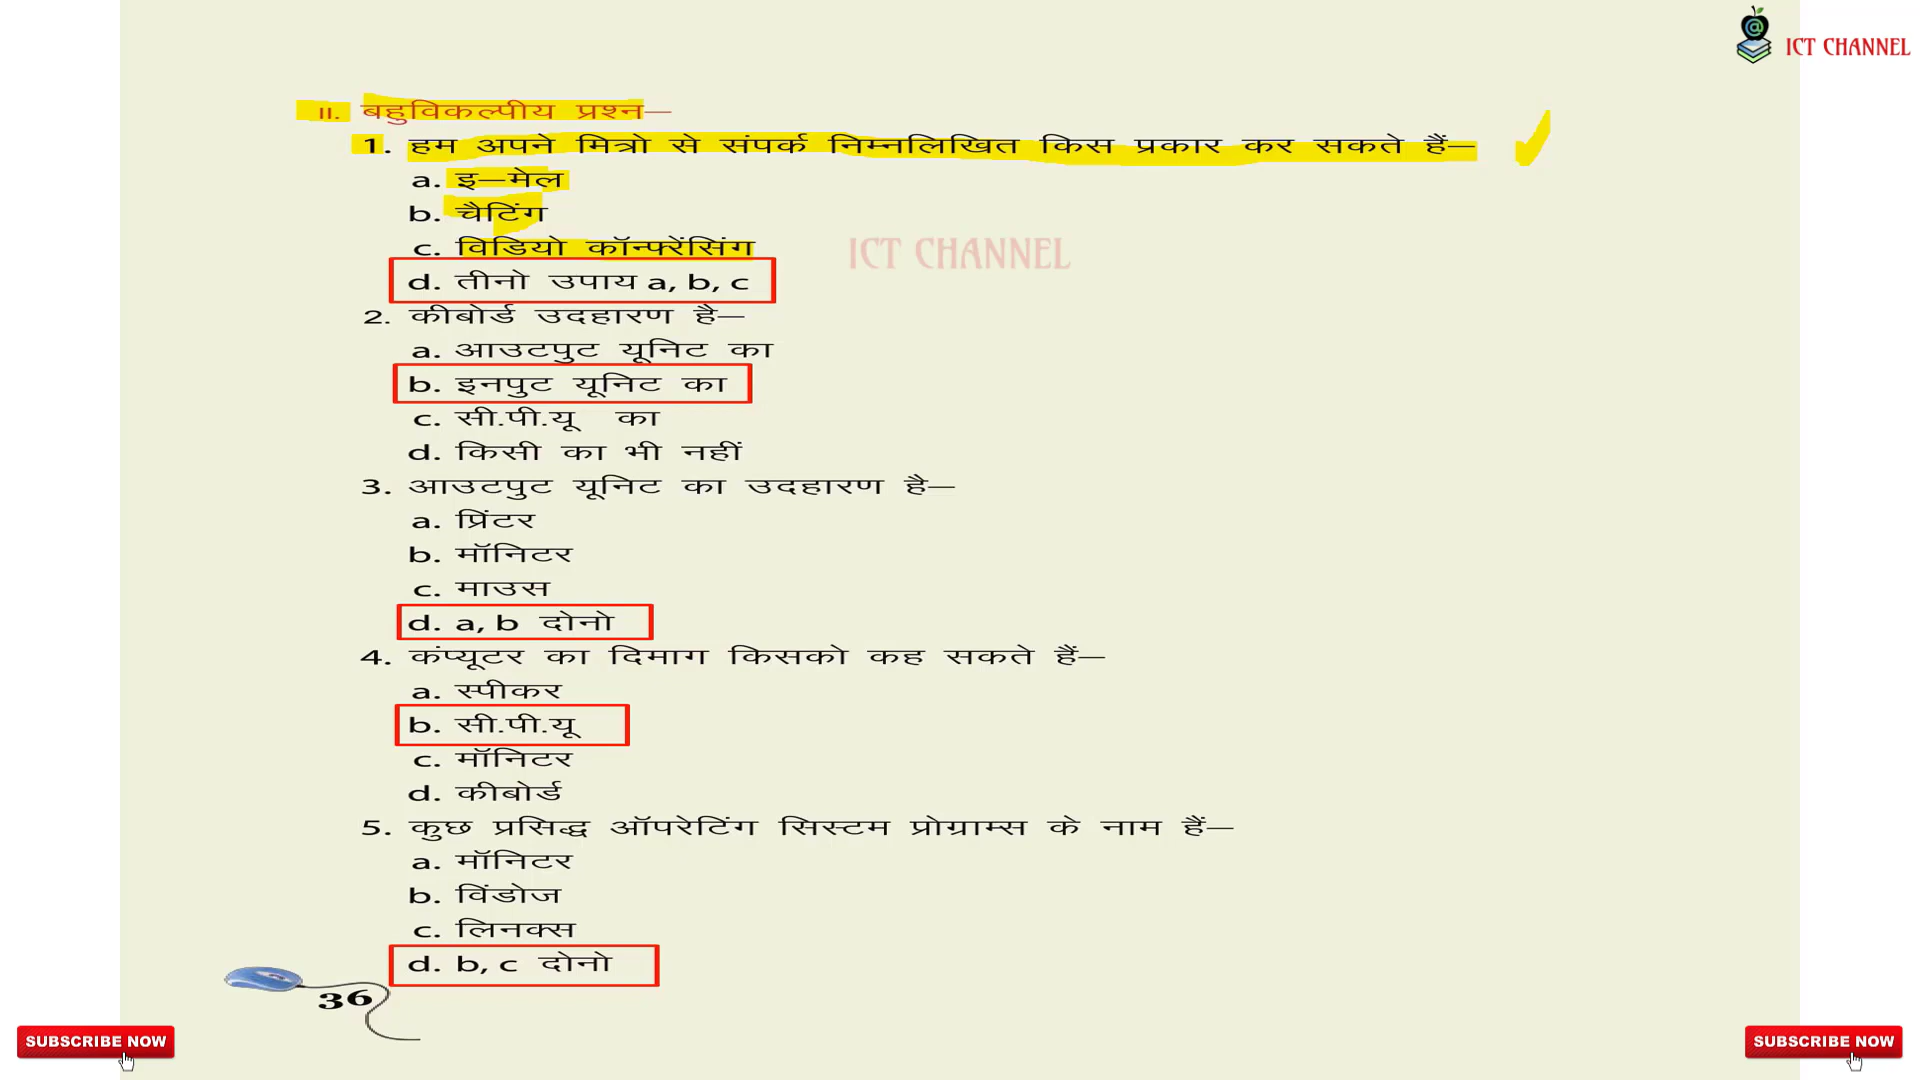 ICT CHANNEL
II. बहुविकल्पीय प्रश्न—
1. हम अपने मित्रो से संपर्क निम्नलिखित किस प्रकार कर सकते हैं—
a. इ—मेल
b. चैटिंग
c. विडियो कॉन्फ्रेंसिंग
ICT CHANNEL
d. तीनो उपाय a, b, c
2. कीबोर्ड उदहारण है—
a. आउटपुट यूनिट का
b. इनपुट यूनिट का
c. सी.पी.यू का
d. किसी का भी नहीं
3. आउटपुट यूनिट का उदहारण है—
a. प्रिंटर
b. मॉनिटर
c. माउस
d. a, b दोनो
4. कंप्यूटर का दिमाग किसको कह सकते हैं—
a. स्पीकर
b. सी.पी.यू
c. मॉनिटर
d. कीबोर्ड
5. कुछ प्रसिद्ध ऑपरेटिंग सिस्टम प्रोग्राम्स के नाम हैं—
a. मॉनिटर
b. विंडोज
c. लिनक्स
d. b, c दोनो
36
SUBSCRIBE NOW
SUBSCRIBE NOW